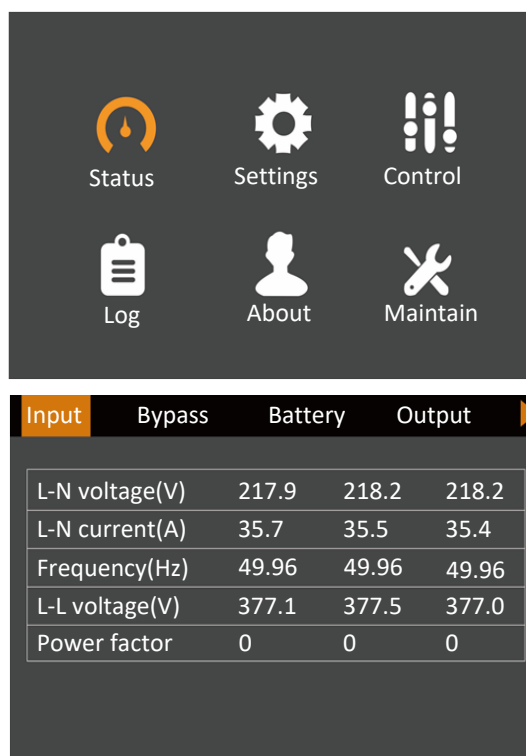 Status Settings Control
Log About Maintain
Input Bypass Battery Output
L-N voltage(V) 217.9 218.2 218.2
L-N current(A) 35.7 35.5 35.4
Frequency(Hz) 49.96 49.96 49.96
L-L voltage(V) 377.1 377.5 377.0
Power factor 0 0 0